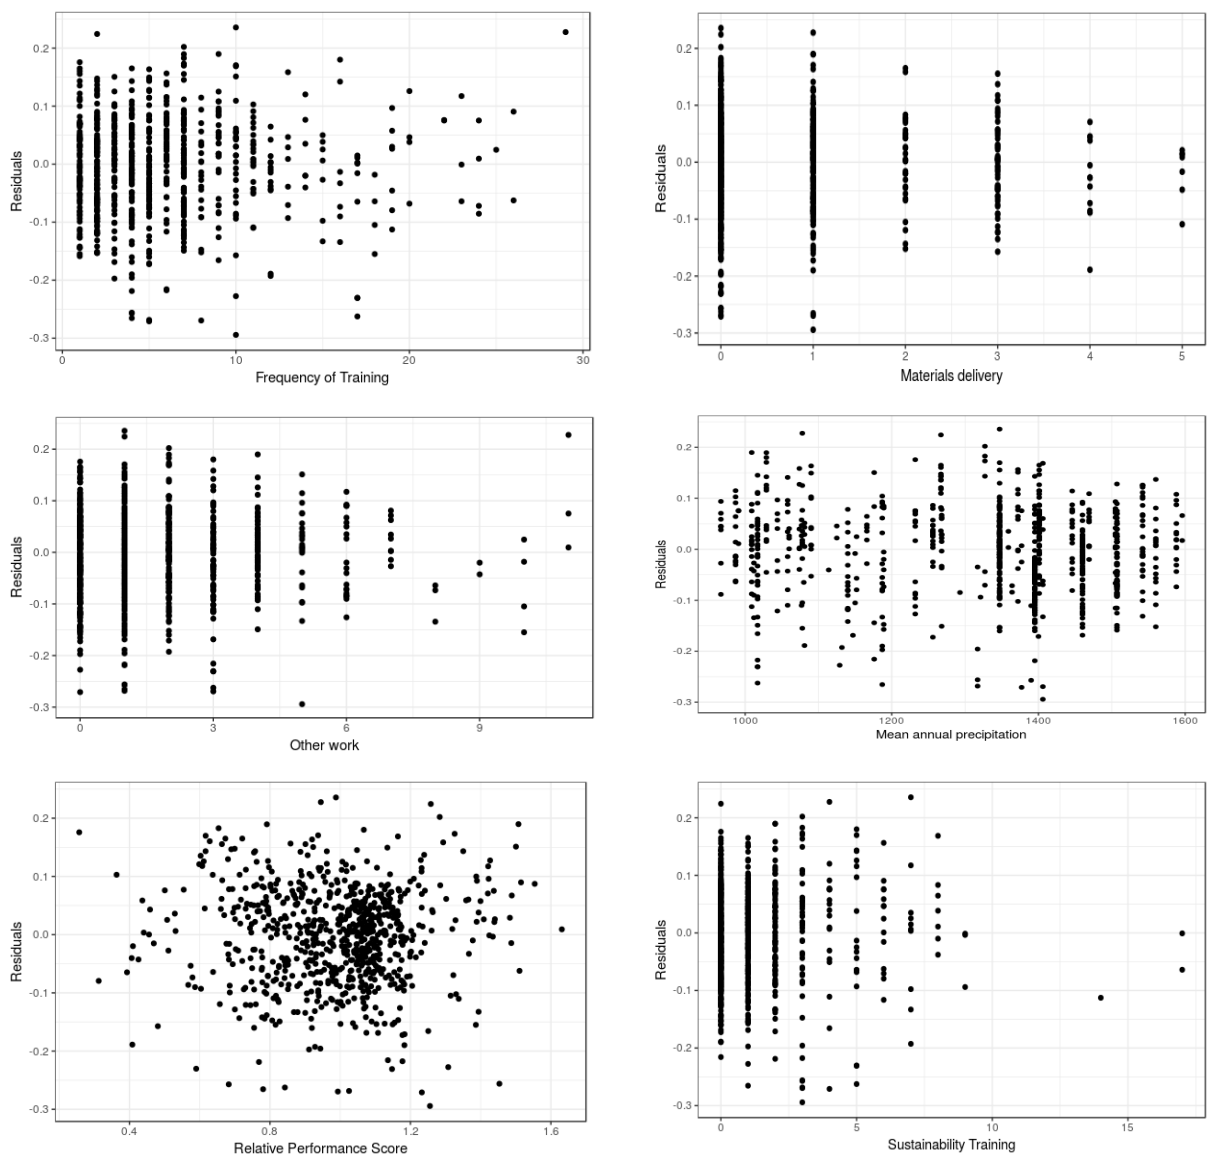 0.2
0.1
0.0
-0.1
-0.2
-0.3
Residuals
0 10 20 30
Frequency of Training
0.2
0.1
0.0
-0.1
-0.2
-0.3
Residuals
0 1 2 3 4 5
Materials delivery
0.2
0.1
0.0
-0.1
-0.2
-0.3
Residuals
0 3 6 9
Other work
0.2
0.1
0.0
-0.1
-0.2
-0.3
Residuals
1000 1200 1400 1600
Mean annual precipitation
0.2
0.1
0.0
-0.1
-0.2
-0.3
Residuals
0.4 0.8 1.2 1.6
Relative Performance Score
0.2
0.1
0.0
-0.1
-0.2
-0.3
Residuals
0 5 10 15
Sustainability Training